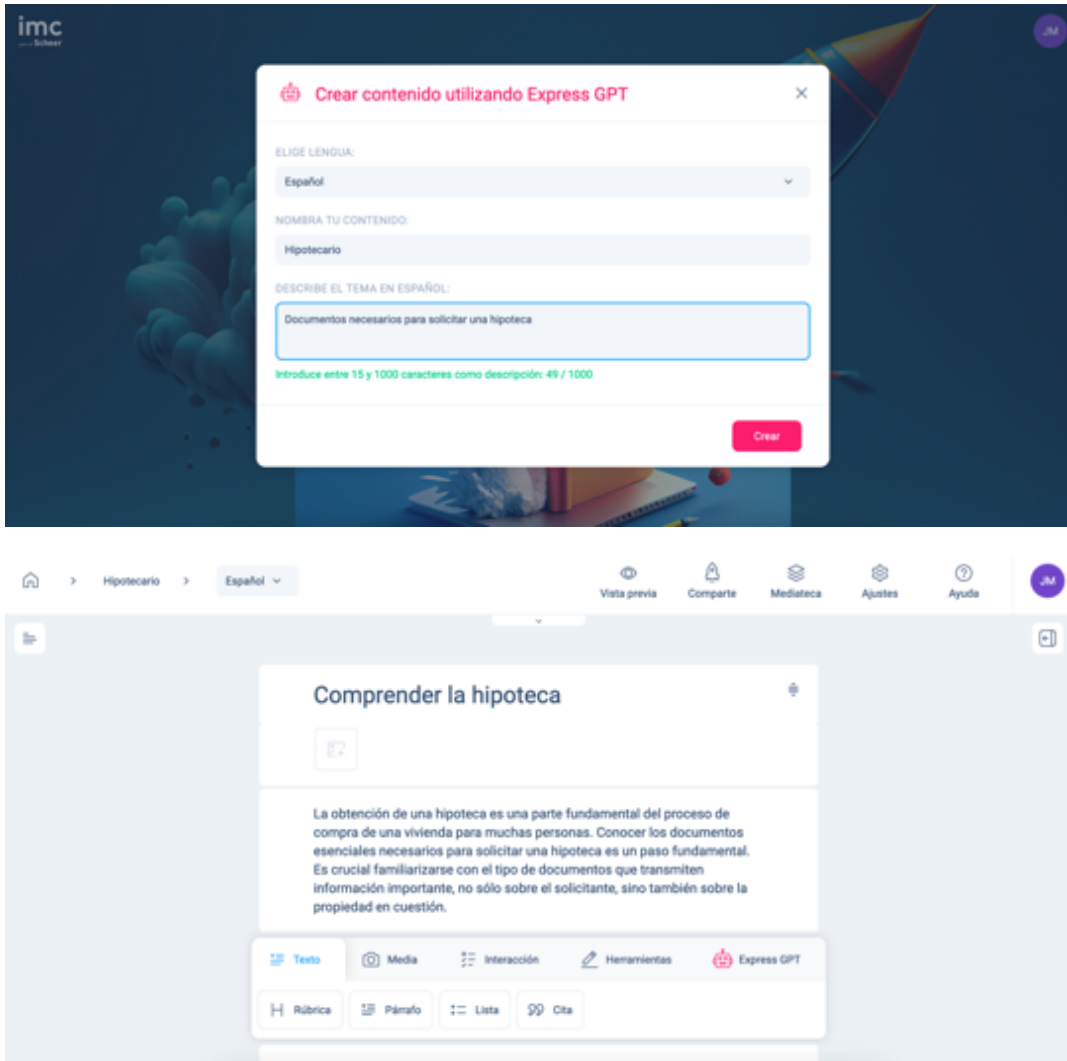 imc
Scheer
JM
Crear contenido utilizando Express GPT
ELIGE LENGUA:
Español
NOMBRA TU CONTENIDO:
Hipotecario
DESCRIBE EL TEMA EN ESPAÑOL:
Documentos necesarios para solicitar una hipoteca
Introduce entre 15 y 1000 caracteres como descripción: 49 / 1000
Crear
Hipotecario
Español
Vista previa
Comparte
Mediateca
Ajustes
Ayuda
JM
Comprender la hipoteca
La obtención de una hipoteca es una parte fundamental del proceso de
compra de una vivienda para muchas personas. Conocer los documentos
esenciales necesarios para solicitar una hipoteca es un paso fundamental.
Es crucial familiarizarse con el tipo de documentos que transmiten
información importante, no sólo sobre el solicitante, sino también sobre la
propiedad en cuestión.
Texto
Media
Interacción
Herramientas
Express GPT
Rúbrica
Párrafo
Lista
Cita